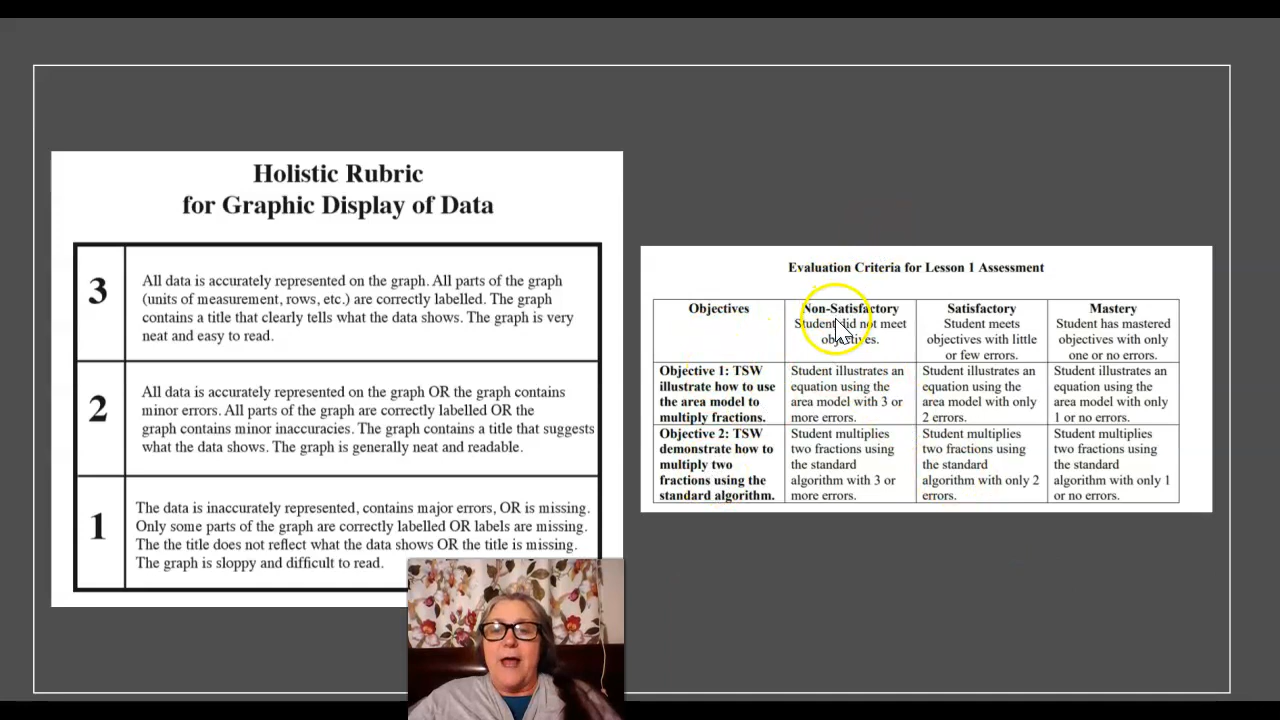 Holistic Rubric
for Graphic Display of Data
3
All data is accurately represented on the graph. All parts of the graph
(units of measurement, rows, etc.) are correctly labelled. The graph
contains a title that clearly tells what the data shows. The graph is very
neat and easy to read.
2
All data is accurately represented on the graph OR the graph contains
minor errors. All parts of the graph are correctly labelled OR the
graph contains minor inaccuracies. The graph contains a title that suggests
what the data shows. The graph is generally neat and readable.
1
The data is inaccurately represented, contains major errors, OR is missing.
Only some parts of the graph are correctly labelled OR labels are missing.
The the title does not reflect what the data shows OR the title is missing.
The graph is sloppy and difficult to read.
Evaluation Criteria for Lesson 1 Assessment
Objectives
Non-Satisfactory
Student did not meet
objectives.
Satisfactory
Student meets
objectives with little
or few errors.
Mastery
Student has mastered
objectives with only
one or no errors.
Objective 1: TSW
illustrate how to use
the area model to
multiply fractions.
Student illustrates an
equation using the
area model with 3 or
more errors.
Student illustrates an
equation using the
area model with only
2 errors.
Student illustrates an
equation using the
area model with only
1 or no errors.
Objective 2: TSW
demonstrate how to
multiply two
fractions using the
standard algorithm.
Student multiplies
two fractions using
the standard
algorithm with 3 or
more errors.
Student multiplies
two fractions using
the standard
algorithm with only 2
errors.
Student multiplies
two fractions using
the standard
algorithm with only 1
or no errors.